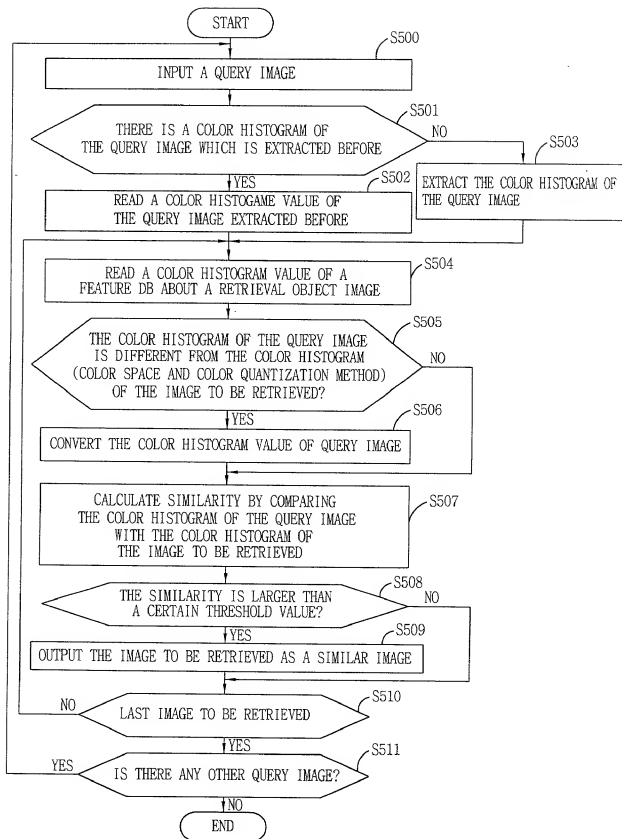 START
S500
INPUT A QUERY IMAGE
S501
THERE IS A COLOR HISTOGRAM OF
THE QUERY IMAGE WHICH IS EXTRACTED BEFORE
NO
S503
EXTRACT THE COLOR HISTOGRAM OF
THE QUERY IMAGE
YES
S502
READ A COLOR HISTOGAME VALUE OF
THE QUERY IMAGE EXTRACTED BEFORE
S504
READ A COLOR HISTOGRAM VALUE OF A
FEATURE DB ABOUT A RETRIEVAL OBJECT IMAGE
S505
THE COLOR HISTOGRAM OF THE QUERY IMAGE
IS DIFFERENT FROM THE COLOR HISTOGRAM
(COLOR SPACE AND COLOR QUANTIZATION METHOD)
OF THE IMAGE TO BE RETRIEVED?
NO
YES
S506
CONVERT THE COLOR HISTOGRAM VALUE OF QUERY IMAGE
S507
CALCULATE SIMILARITY BY COMPARING
THE COLOR HISTOGRAM OF THE QUERY IMAGE
WITH THE COLOR HISTOGRAM OF
THE IMAGE TO BE RETRIEVED
S508
THE SIMILARITY IS LARGER THAN
A CERTAIN THRESHOLD VALUE?
NO
YES
S509
OUTPUT THE IMAGE TO BE RETRIEVED AS A SIMILAR IMAGE
S510
NO
LAST IMAGE TO BE RETRIEVED
YES
S511
YES
IS THERE ANY OTHER QUERY IMAGE?
NO
END